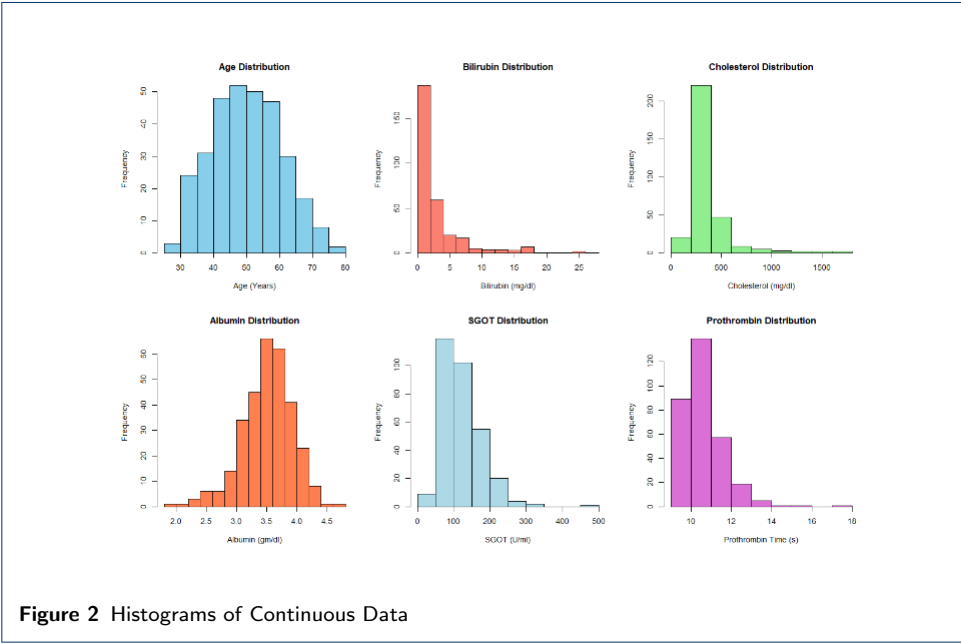 Age Distribution
Frequency
0 10 20 30 40 50
30 40 50 60 70 80
Age (Years)
Bilirubin Distribution
Frequency
0 50 100 150
0 5 10 15 20 25
Bilirubin (mg/dl)
Cholesterol Distribution
Frequency
0 50 100 150 200
0 500 1000 1500
Cholesterol (mg/dl)
Albumin Distribution
Frequency
0 10 20 30 40 50 60
2.0 2.5 3.0 3.5 4.0 4.5
Albumin (gm/dl)
SGOT Distribution
Frequency
0 20 40 60 80 100
0 100 200 300 400 500
SGOT (U/ml)
Prothrombin Distribution
Frequency
0 20 40 60 80 100 120
10 12 14 16 18
Prothrombin Time (s)
Figure 2 Histograms of Continuous Data